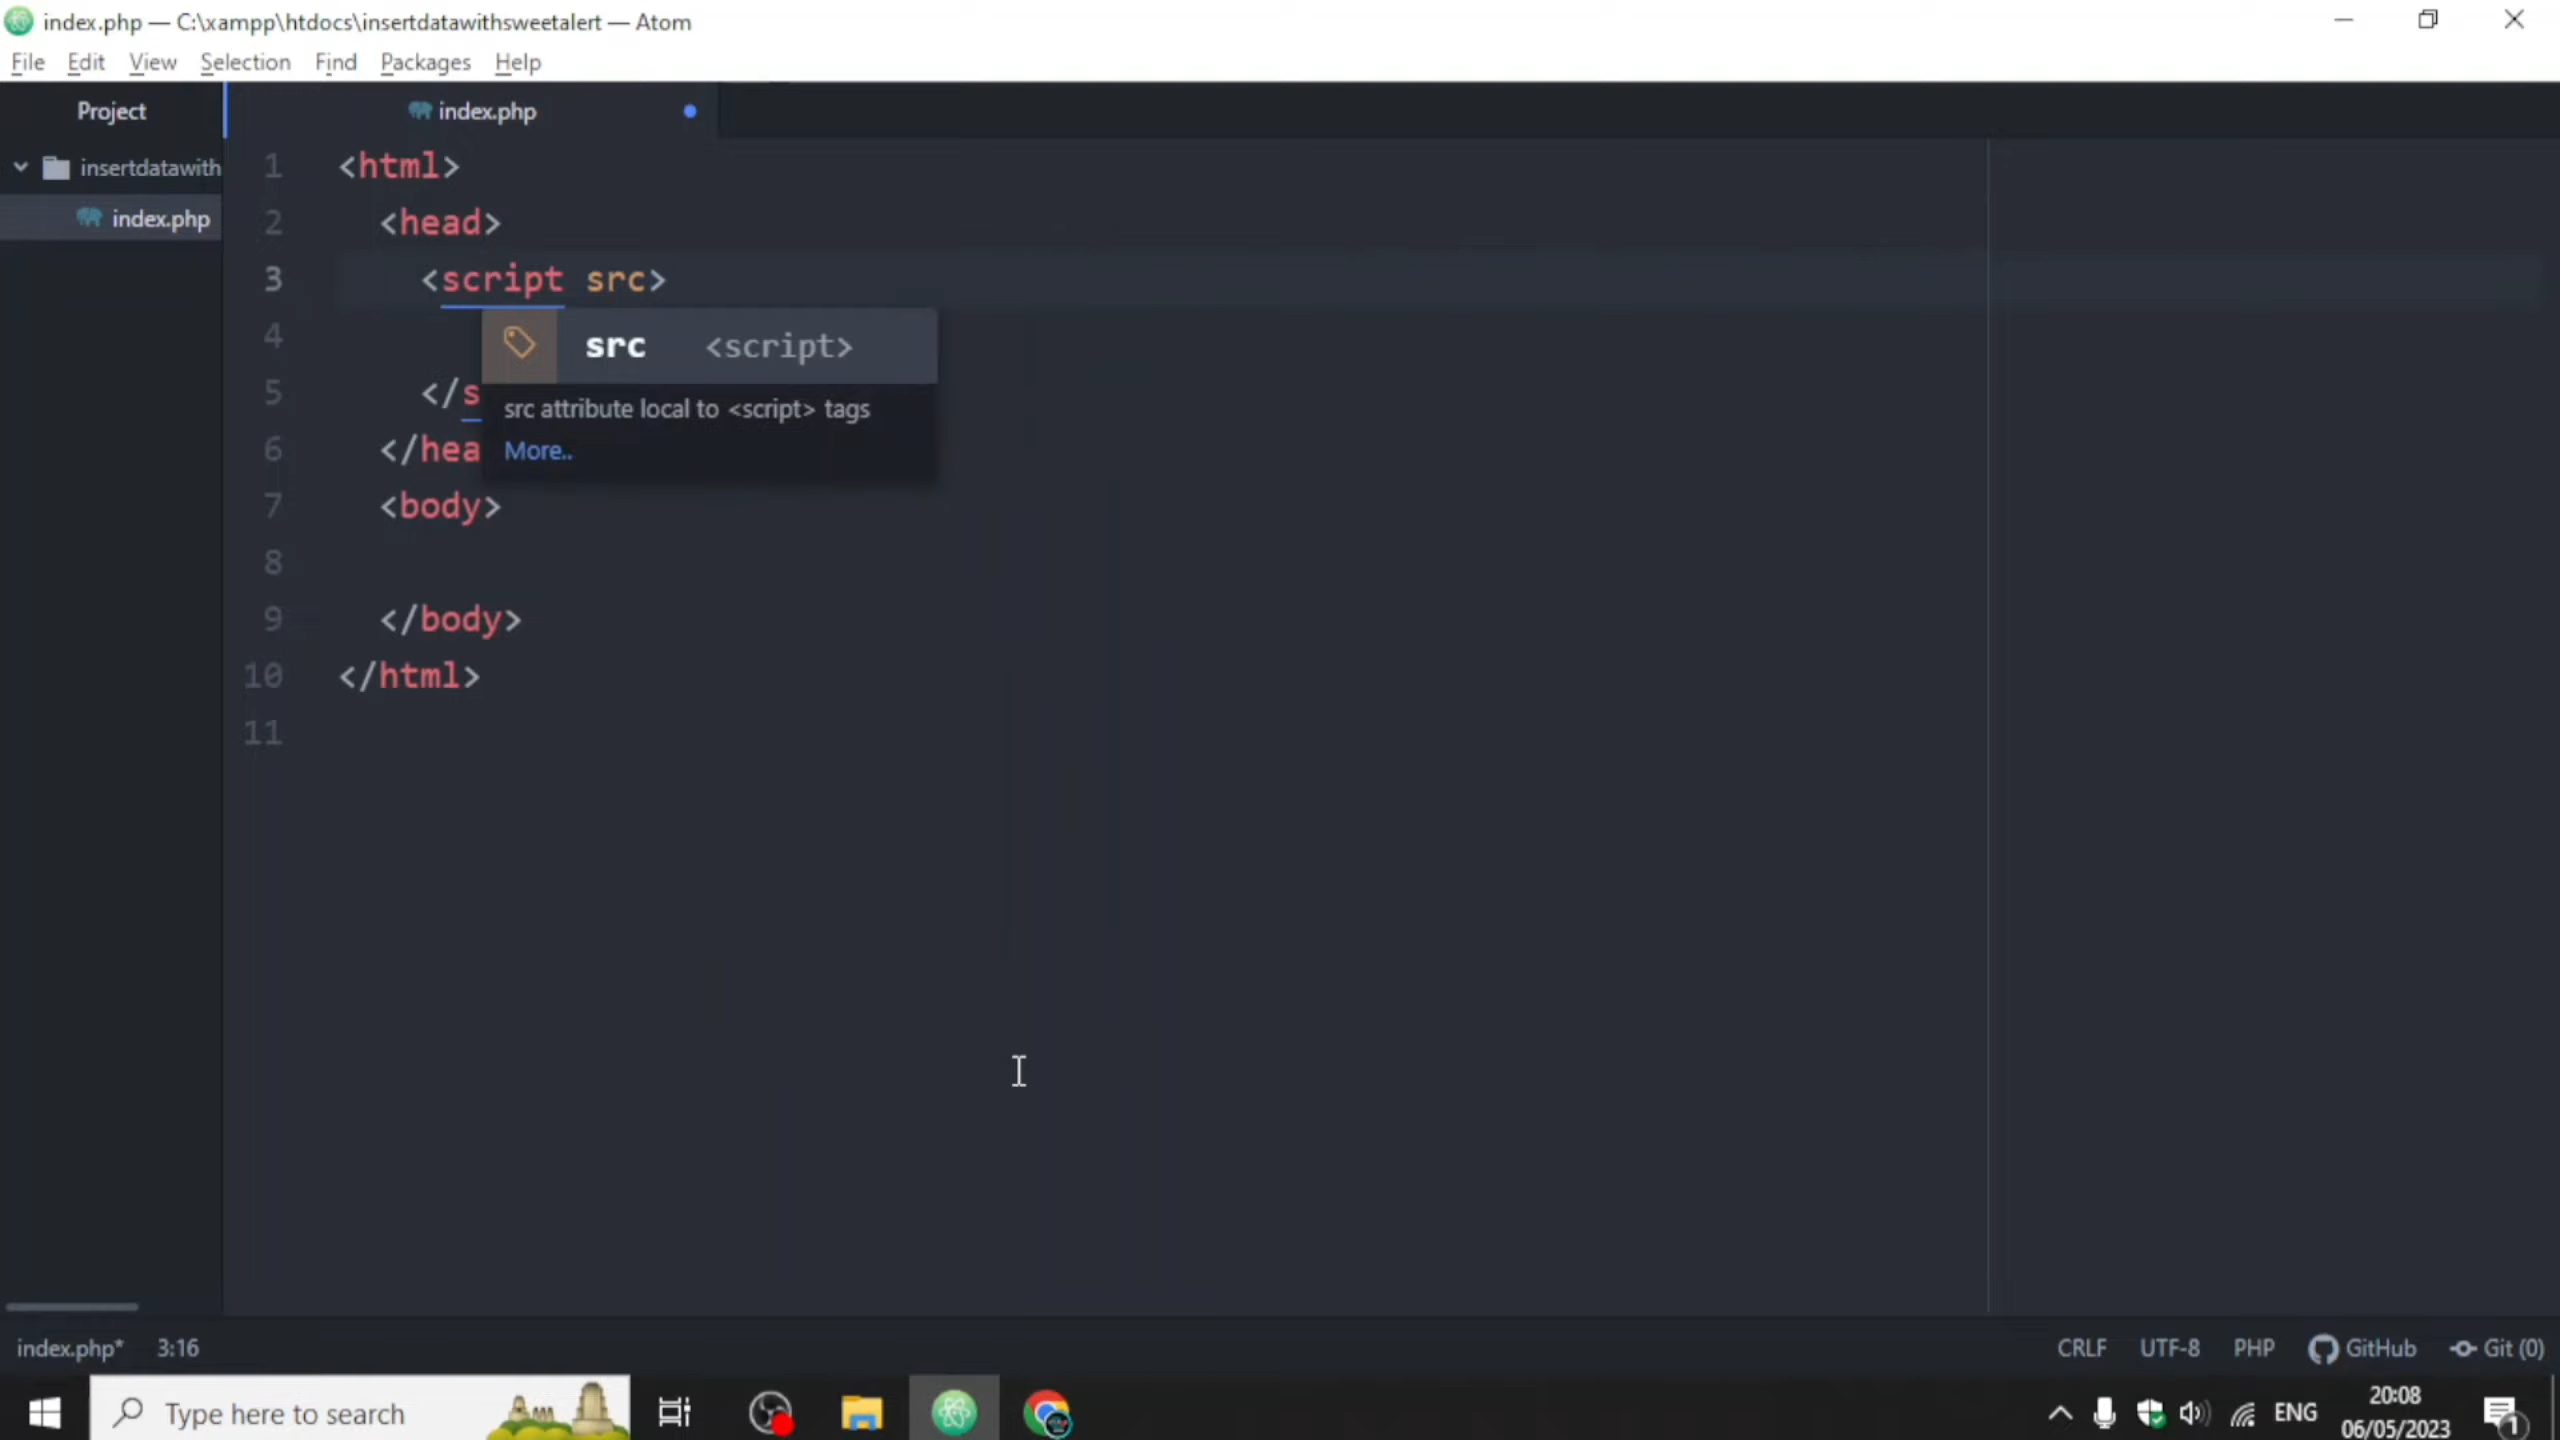 index.php — C:\xampp\htdocs\insertdatawithsweetalert — Atom
File Edit View Selection Find Packages Help
Project
index.php
insertdatawith
index.php
1 <html>
2 <head>
3 <script src>
4
5 </s
6 </hea
7 <body>
8
9 </body>
10 </html>
11
src <script>
src attribute local to <script> tags
More..
index.php* 3:16
CRLF UTF-8 PHP GitHub Git (0)
Type here to search
ENG
20:08
06/05/2023
1